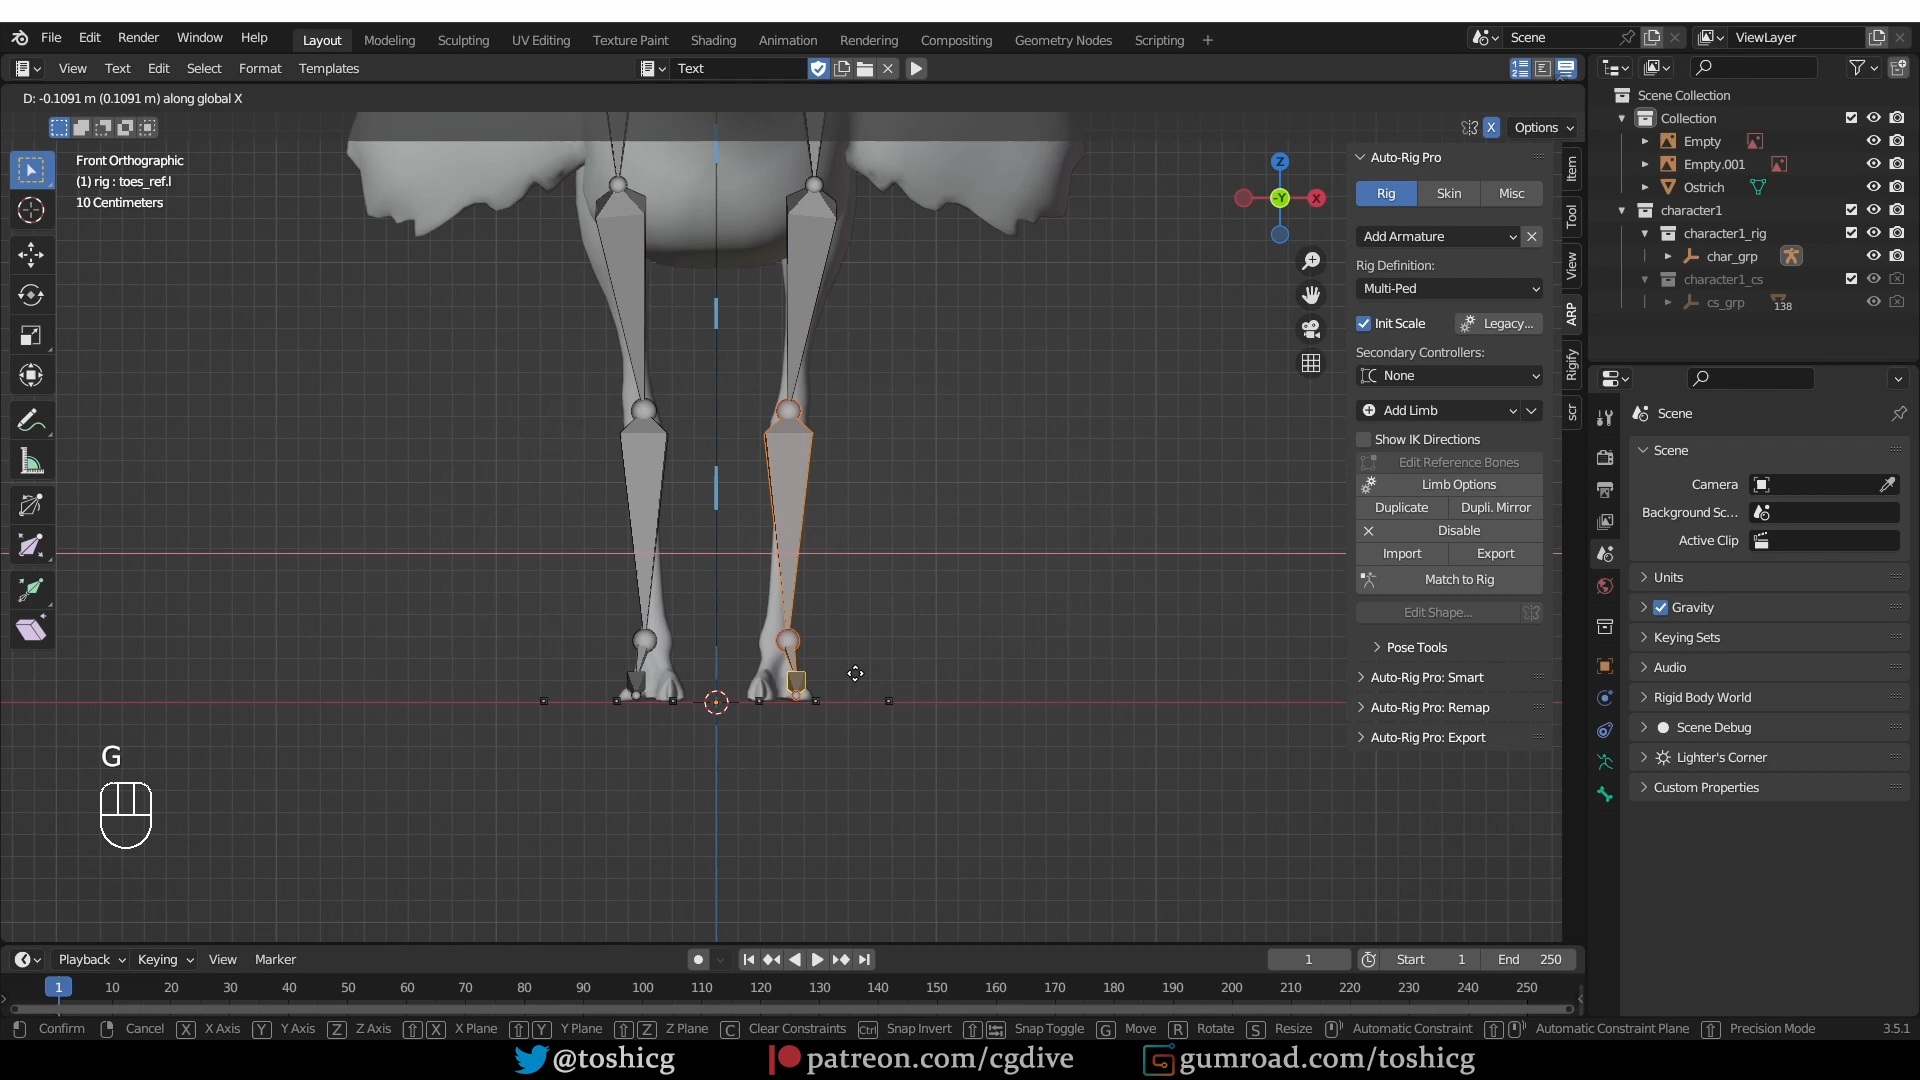 File Edit Render Window Help Layout Modeling Sculpting UV Editing Texture Paint Shading Animation Rendering Compositing Geometry Nodes Scripting + Scene ViewLayer
View Text Edit Select Format Templates Text
D: -0.1091 m (0.1091 m) along global X
X Options
Front Orthographic
(1) rig : toes_ref.l
10 Centimeters
Z
-Y
X
Auto-Rig Pro
Rig Skin Misc
Add Armature
Rig Definition:
Multi-Ped
Init Scale Legacy...
Secondary Controllers:
None
Add Limb
Show IK Directions
Edit Reference Bones
Limb Options
Duplicate Dupli. Mirror
Disable
Import Export
Match to Rig
Edit Shape...
Pose Tools
Auto-Rig Pro: Smart
Auto-Rig Pro: Remap
Auto-Rig Pro: Export
Item
Tool
View
ARP
Rigify
scr
Scene Collection
Collection
Empty
Empty.001
Ostrich
character1
character1_rig
char_grp
character1_cs
cs_grp 138
Scene
Scene
Camera
Background Sc...
Active Clip
Units
Gravity
Keying Sets
Audio
Rigid Body World
Scene Debug
Lighter's Corner
Custom Properties
G
Playback Keying View Marker 1 Start 1 End 250
1 10 20 30 40 50 60 70 80 90 100 110 120 130 140 150 160 170 180 190 200 210 220 230 240 250
Confirm Cancel X X Axis Y Y Axis Z Z Axis X X Plane Y Y Plane Z Z Plane C Clear Constraints Ctrl Snap Invert Snap Toggle G Move R Rotate S Resize Automatic Constraint Automatic Constraint Plane Precision Mode 3.5.1
@toshicg patreon.com/cgdive gumroad.com/toshicg